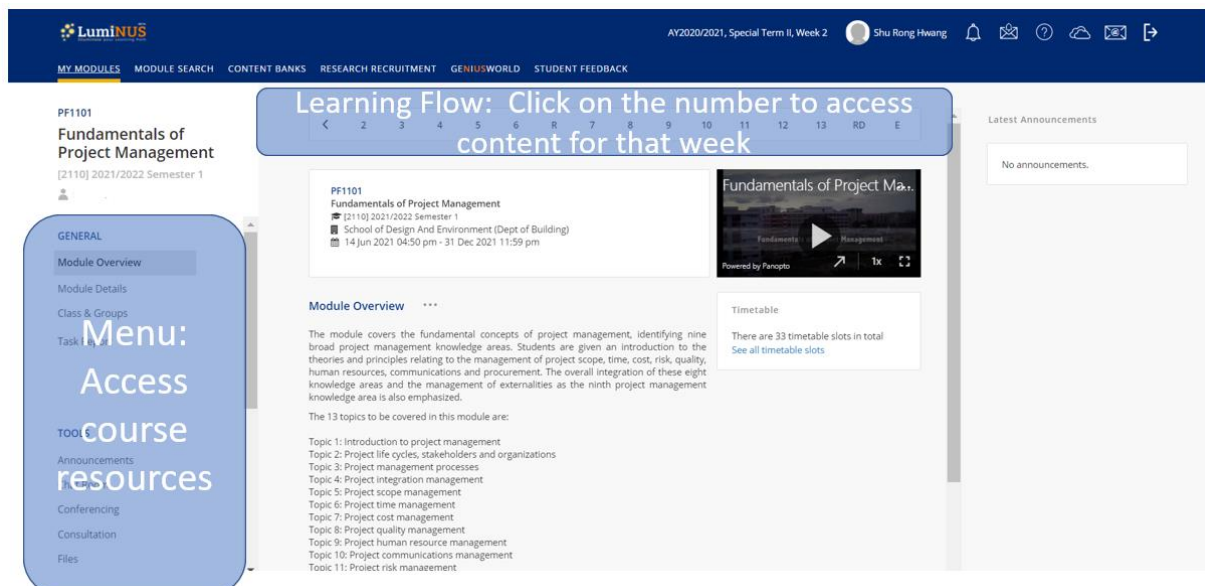 LumiNUS
AY2020/2021, Special Term II, Week 2
Shu Rong Hwang
MY MODULES MODULE SEARCH CONTENT BANKS RESEARCH RECRUITMENT GENIUSWORLD STUDENT FEEDBACK
PF1101
Fundamentals of
Project Management
[2110] 2021/2022 Semester 1
GENERAL
Module Overview
Module Details
Class & Groups
Task
TOOLS
Announcements
Conferencing
Consultation
Files
Menu:
Access
course
resources
Learning Flow: Click on the number to access
content for that week
< 2 3 4 5 6 R 7 8 9 10 11 12 13 RD E
PF1101
Fundamentals of Project Management
[2110] 2021/2022 Semester 1
School of Design And Environment (Dept of Building)
14 Jun 2021 04:50 pm - 31 Dec 2021 11:59 pm
Fundamentals of Project Ma...
Fundamentals Management
Powered by Panopto
1x
Module Overview ...
The module covers the fundamental concepts of project management, identifying nine
broad project management knowledge areas. Students are given an introduction to the
theories and principles relating to the management of project scope, time, cost, risk, quality,
human resources, communications and procurement. The overall integration of these eight
knowledge areas and the management of externalities as the ninth project management
knowledge area is also emphasized.
The 13 topics to be covered in this module are:
Topic 1: Introduction to project management
Topic 2: Project life cycles, stakeholders and organizations
Topic 3: Project management processes
Topic 4: Project integration management
Topic 5: Project scope management
Topic 6: Project time management
Topic 7: Project cost management
Topic 8: Project quality management
Topic 9: Project human resource management
Topic 10: Project communications management
Topic 11: Project risk management
Timetable
There are 33 timetable slots in total
See all timetable slots
Latest Announcements
No announcements.